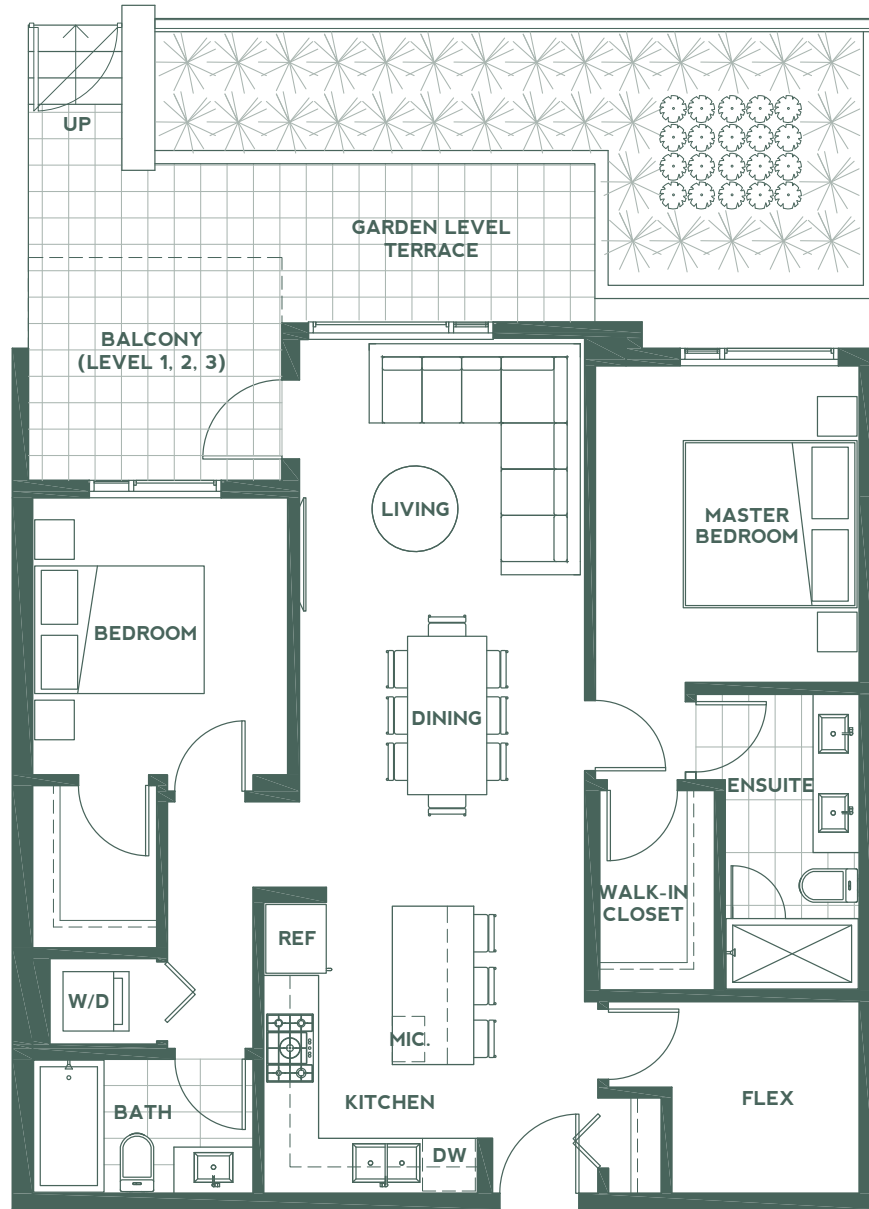 UP
GARDEN LEVEL
TERRACE
BALCONY
(LEVEL 1, 2, 3)
LIVING
MASTER
BEDROOM
BEDROOM
DINING
ENSUITE
WALK-IN
CLOSET
REF
W/D
MIC.
KITCHEN
FLEX
BATH
DW